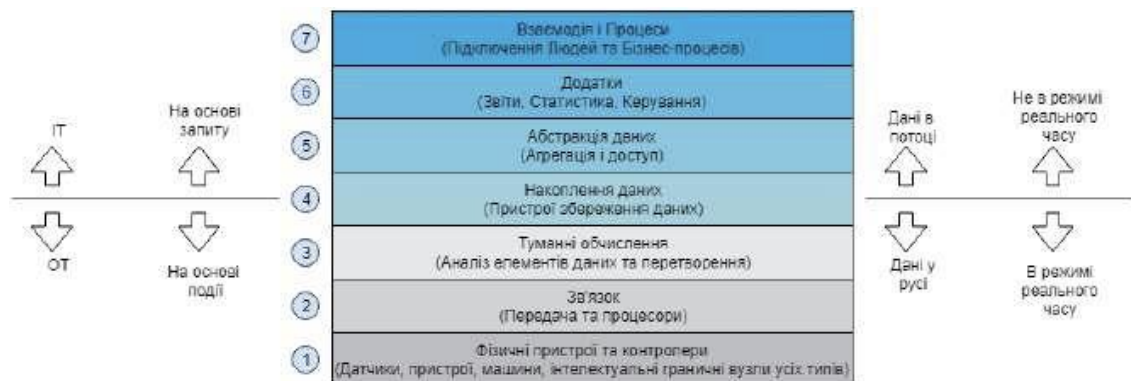 7
Взаємодія і Процеси
(Підключення Людей та Бізнес-процесів)
6
Додатки
(Звіти, Статистика, Керування)
5
Абстракція даних
(Агрегація і доступ)
4
Накоплення даних
(Пристрої збереження даних)
3
Туманні обчислення
(Аналіз елементів даних та перетворення)
2
Зв'язок
(Передача та процесори)
1
Фізичні пристрої та контролери
(Датчики, пристрої, машини, інтелектуальні граничні вузли усіх типів)
ІТ
На основі
запиту
ОТ
На основі
події
Дані в
потоці
Не в режимі
реального
часу
Дані у
русі
В режимі
реального
часу